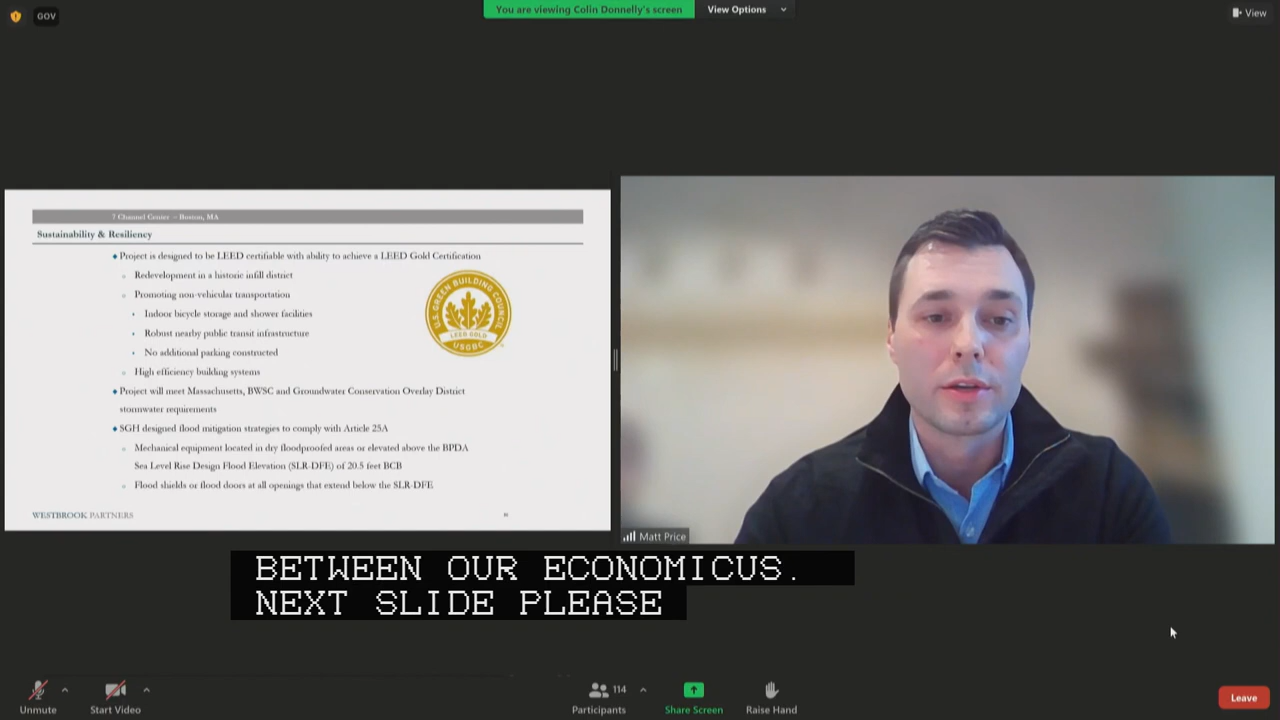 GOV
You are viewing Colin Donnelly's screen
View Options
View
7 Channel Center – Boston, MA
Sustainability & Resiliency
Project is designed to be LEED certifiable with ability to achieve a LEED Gold Certification
Redevelopment in a historic infill district
Promoting non-vehicular transportation
Indoor bicycle storage and shower facilities
Robust nearby public transit infrastructure
No additional parking constructed
High efficiency building systems
U.S. GREEN BUILDING COUNCIL
LEED GOLD
USGBC
Project will meet Massachusetts, BWSC and Groundwater Conservation Overlay District
stormwater requirements
SGH designed flood mitigation strategies to comply with Article 25A
Mechanical equipment located in dry floodproofed areas or elevated above the BPDA
Sea Level Rise Design Flood Elevation (SLR-DFE) of 20.5 feet BCB
Flood shields or flood doors at all openings that extend below the SLR-DFE
WESTBROOK PARTNERS
Matt Price
BETWEEN OUR ECONOMICUS.
NEXT SLIDE PLEASE
Unmute
Start Video
114
Participants
Share Screen
Raise Hand
Leave